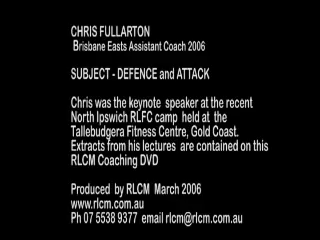 CHRIS FULLARTON
Brisbane Easts Assistant Coach 2006
SUBJECT - DEFENCE and ATTACK
Chris was the keynote speaker at the recent
North Ipswich RLFC camp held at the
Tallebudgera Fitness Centre, Gold Coast.
Extracts from his lectures are contained on this
RLCM Coaching DVD
Produced by RLCM March 2006
www.rlcm.com.au
Ph 07 5538 9377 email rlcm@rlcm.com.au